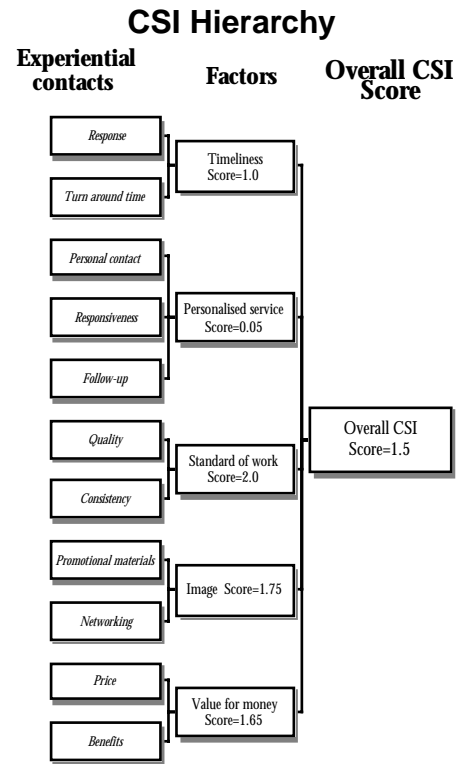 CSI Hierarchy
Experiential
contacts
Factors
Overall CSI
Score
Response
Turn around time
Timeliness
Score=1.0
Personal contact
Responsiveness
Follow-up
Personalised service
Score=0.05
Quality
Consistency
Standard of work
Score=2.0
Promotional materials
Networking
Image Score=1.75
Price
Benefits
Value for money
Score=1.65
Overall CSI
Score=1.5